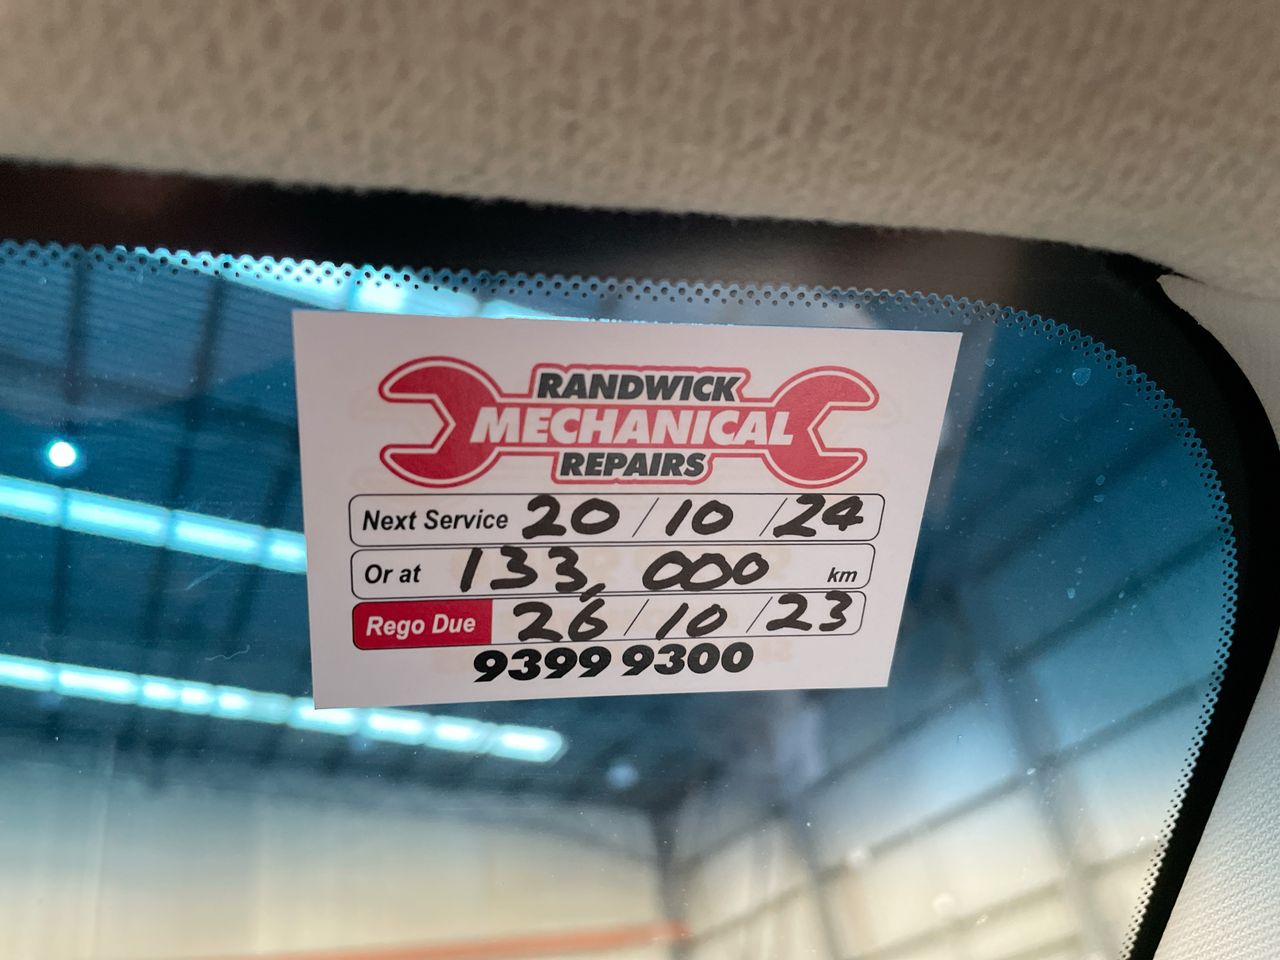 RANDWICK
MECHANICAL
REPAIRS
Next Service 20 / 10 / 24
Or at 133,000 km
Rego Due 26 / 10 / 23
9399 9300